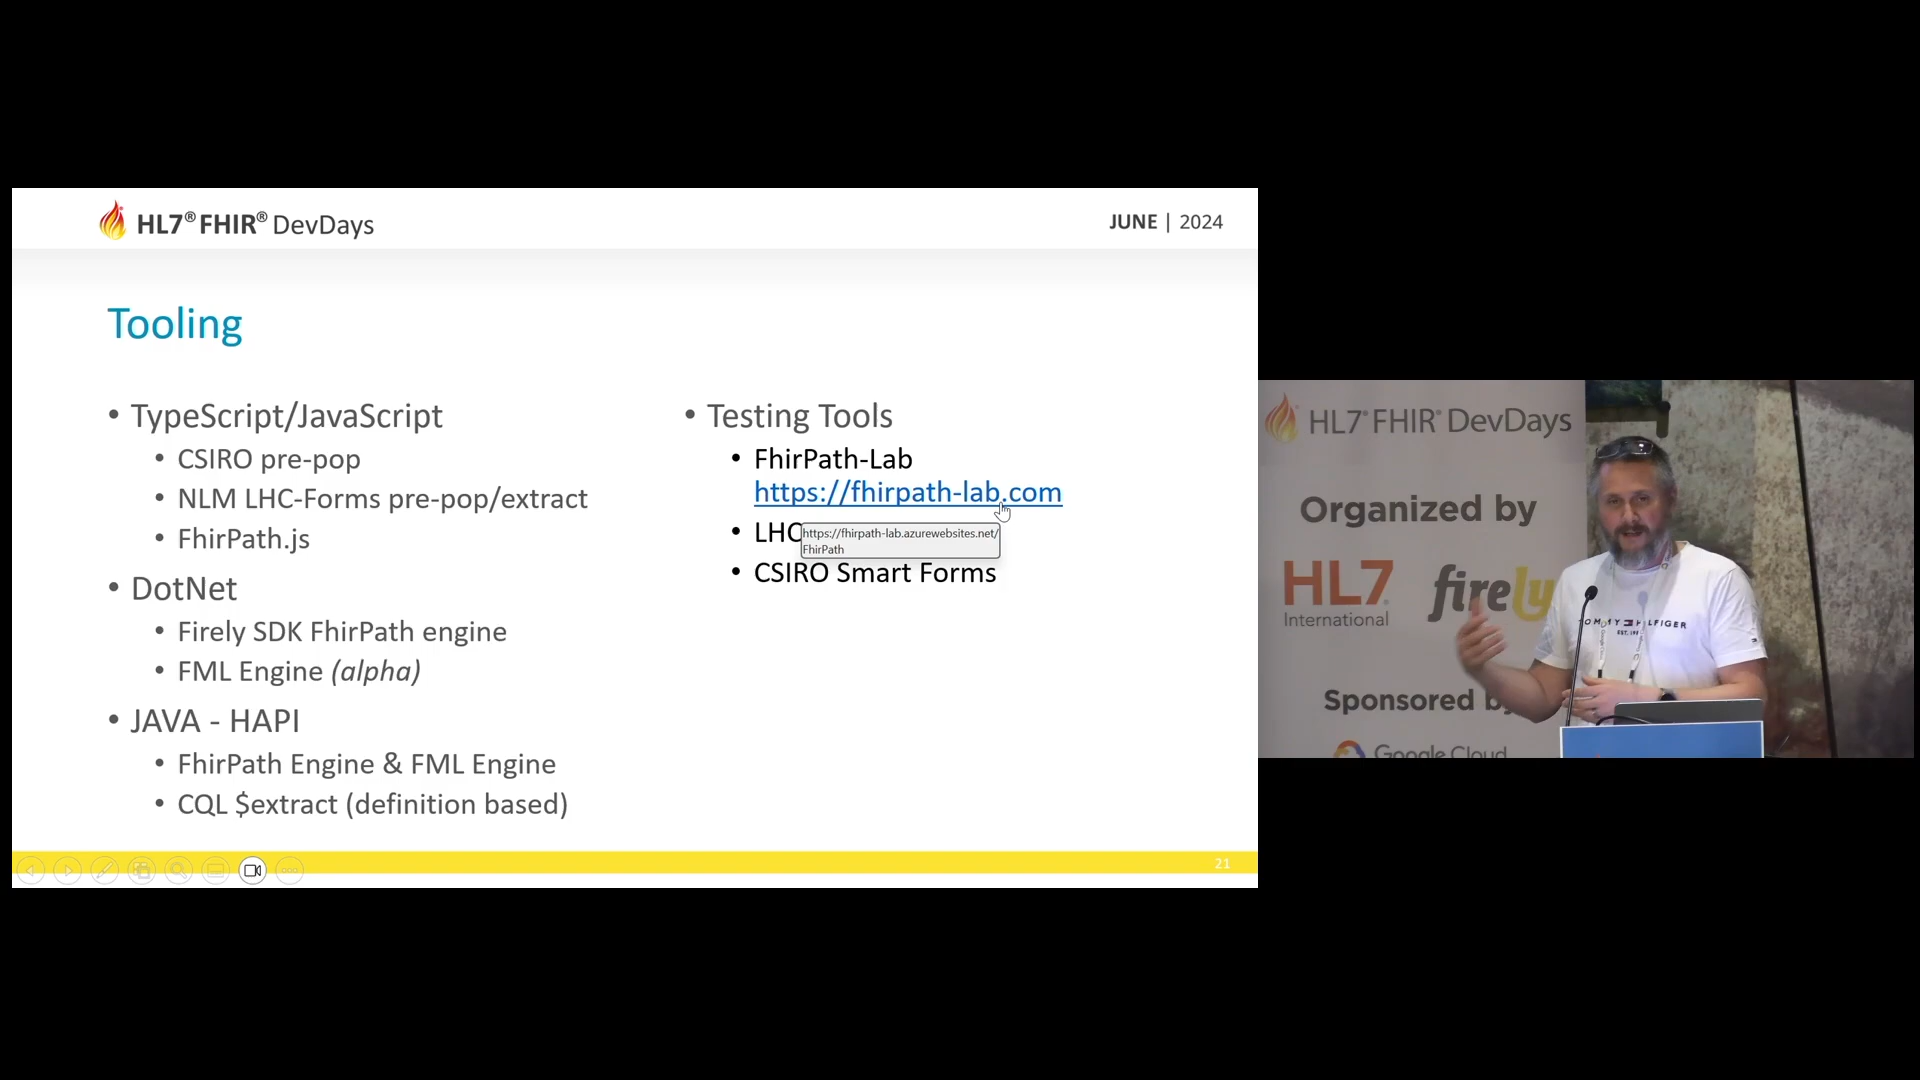 HL7® FHIR® DevDays
JUNE | 2024
Tooling
• TypeScript/JavaScript
• CSIRO pre-pop
• NLM LHC-Forms pre-pop/extract
• FhirPath.js
• DotNet
• Firely SDK FhirPath engine
• FML Engine (alpha)
• JAVA - HAPI
• FhirPath Engine & FML Engine
• CQL $extract (definition based)
• Testing Tools
• FhirPath-Lab
https://fhirpath-lab.com
• LHC
https://fhirpath-lab.azurewebsites.net/
FhirPath
• CSIRO Smart Forms
21
HL7® FHIR® DevDays
Organized by
HL7
International
firely
Sponsored by
Google Cloud